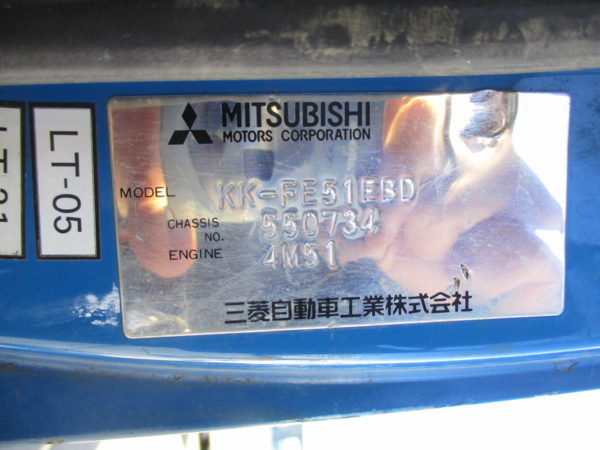 MITSUBISHI
MOTORS CORPORATION
MODEL KK-FE51EBD
CHASSIS NO. 550734
ENGINE 4M51
三菱自動車工業株式会社
LT-05